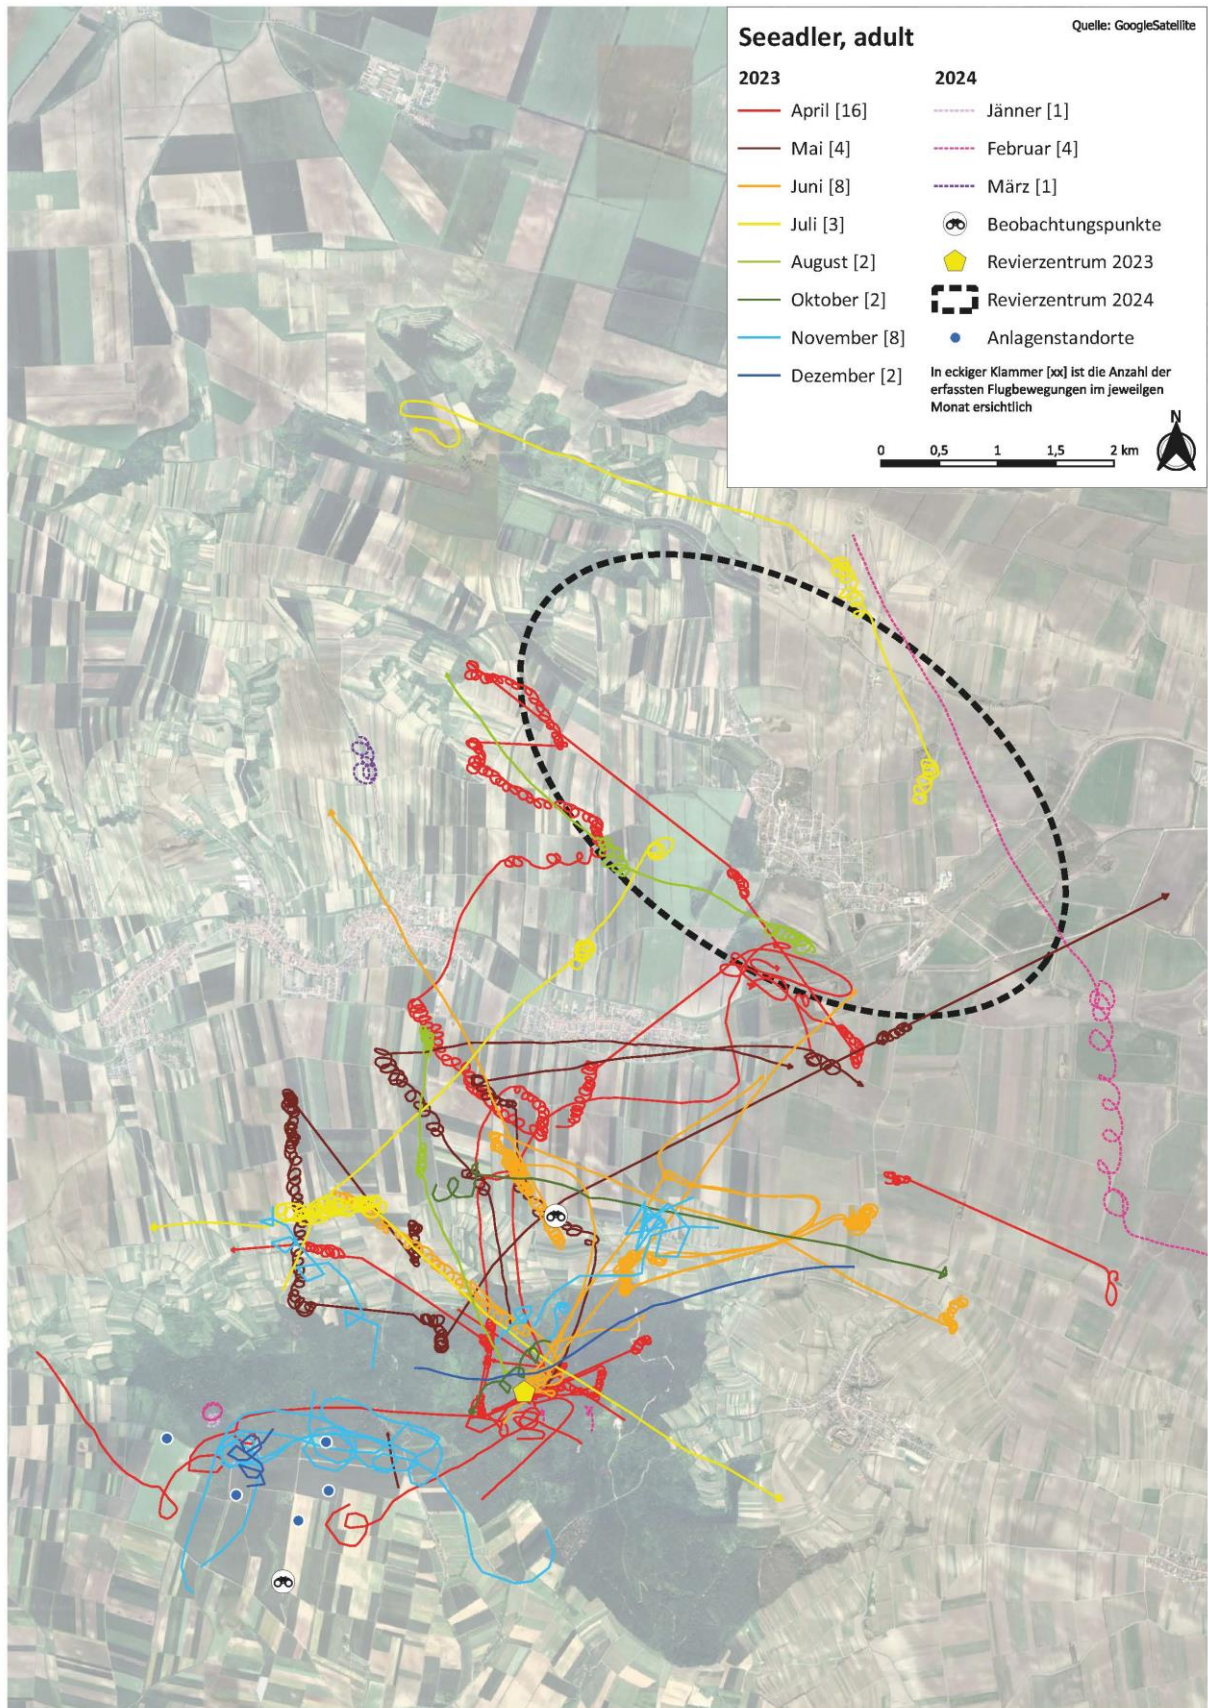 Seeadler, adult
Quelle: GoogleSatellite
2023
April [16]
Mai [4]
Juni [8]
Juli [3]
August [2]
Oktober [2]
November [8]
Dezember [2]
2024
Jänner [1]
Februar [4]
März [1]
Beobachtungspunkte
Revierzentrum 2023
Revierzentrum 2024
Anlagenstandorte
In eckiger Klammer [xx] ist die Anzahl der
erfassten Flugbewegungen im jeweilgen
Monat ersichtlich
N
0 0,5 1 1,5 2 km